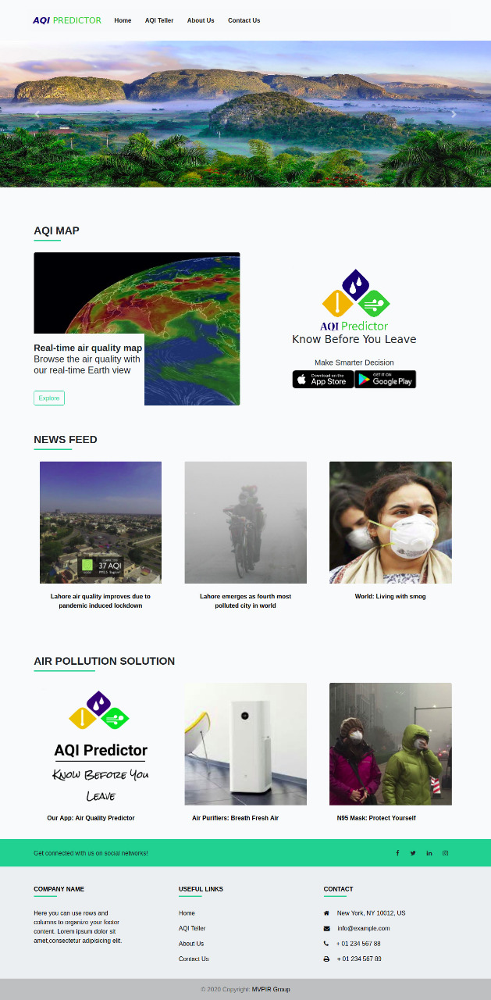 AQI PREDICTOR
Home
AQI Teller
About Us
Contact Us
AQI MAP
Real-time air quality map
Browse the air quality with
our real-time Earth view
Explore
AQI Predictor
Know Before You Leave
Make Smarter Decision
Download on the
App Store
GET IT ON
Google Play
NEWS FEED
37 AQI
Lahore air quality improves due to
pandemic induced lockdown
Lahore emerges as fourth most
polluted city in world
World: Living with smog
AIR POLLUTION SOLUTION
AQI Predictor
Know Before You
Leave
Our App: Air Quality Predictor
Air Purifiers: Breath Fresh Air
N95 Mask: Protect Yourself
Get connected with us on social networks!
COMPANY NAME
Here you can use rows and
columns to organize your footer
content. Lorem ipsum dolor sit
amet,consectetur adipisicing elit.
USEFUL LINKS
Home
AQI Teller
About Us
Contact Us
CONTACT
New York, NY 10012, US
info@example.com
+ 01 234 567 88
+ 01 234 567 89
© 2020 Copyright: MVPIR Group